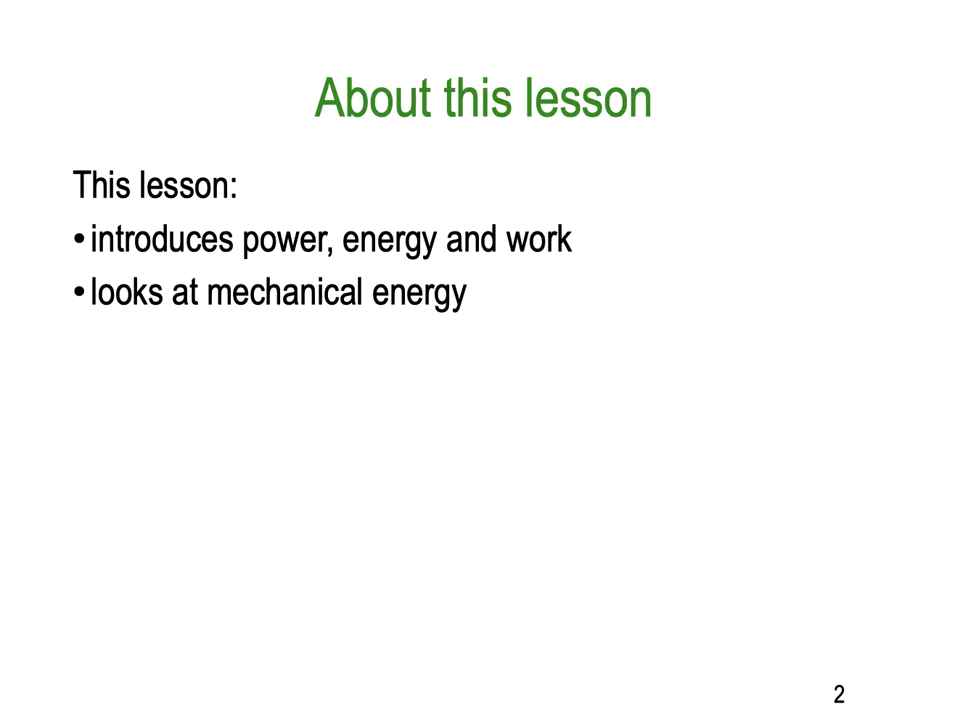 About this lesson
This lesson:
• introduces power, energy and work
• looks at mechanical energy
2